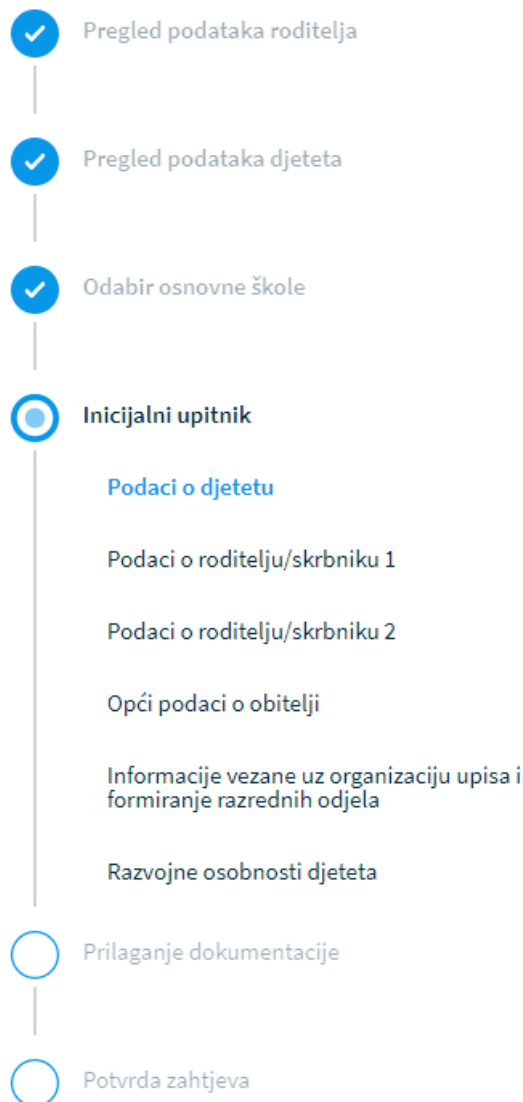 Pregled podataka roditelja
Pregled podataka djeteta
Odabir osnovne škole
Inicijalni upitnik
Podaci o djetetu
Podaci o roditelju/skrbniku 1
Podaci o roditelju/skrbniku 2
Opći podaci o obitelji
Informacije vezane uz organizaciju upisa i
formiranje razrednih odjela
Razvojne osobnosti djeteta
Prilaganje dokumentacije
Potvrda zahtjeva